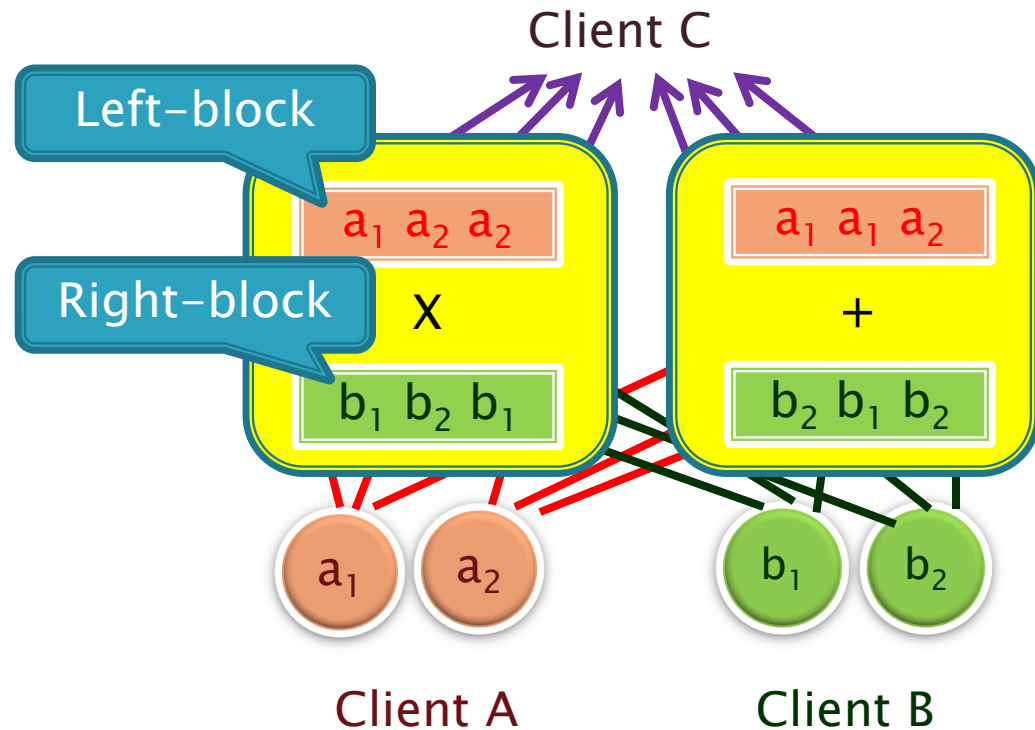 Client C
Left-block
a₁ a₂ a₂
a₁ a₁ a₂
Right-block
X
+
b₁ b₂ b₁
b₂ b₁ b₂
a₁
a₂
b₁
b₂
Client A
Client B